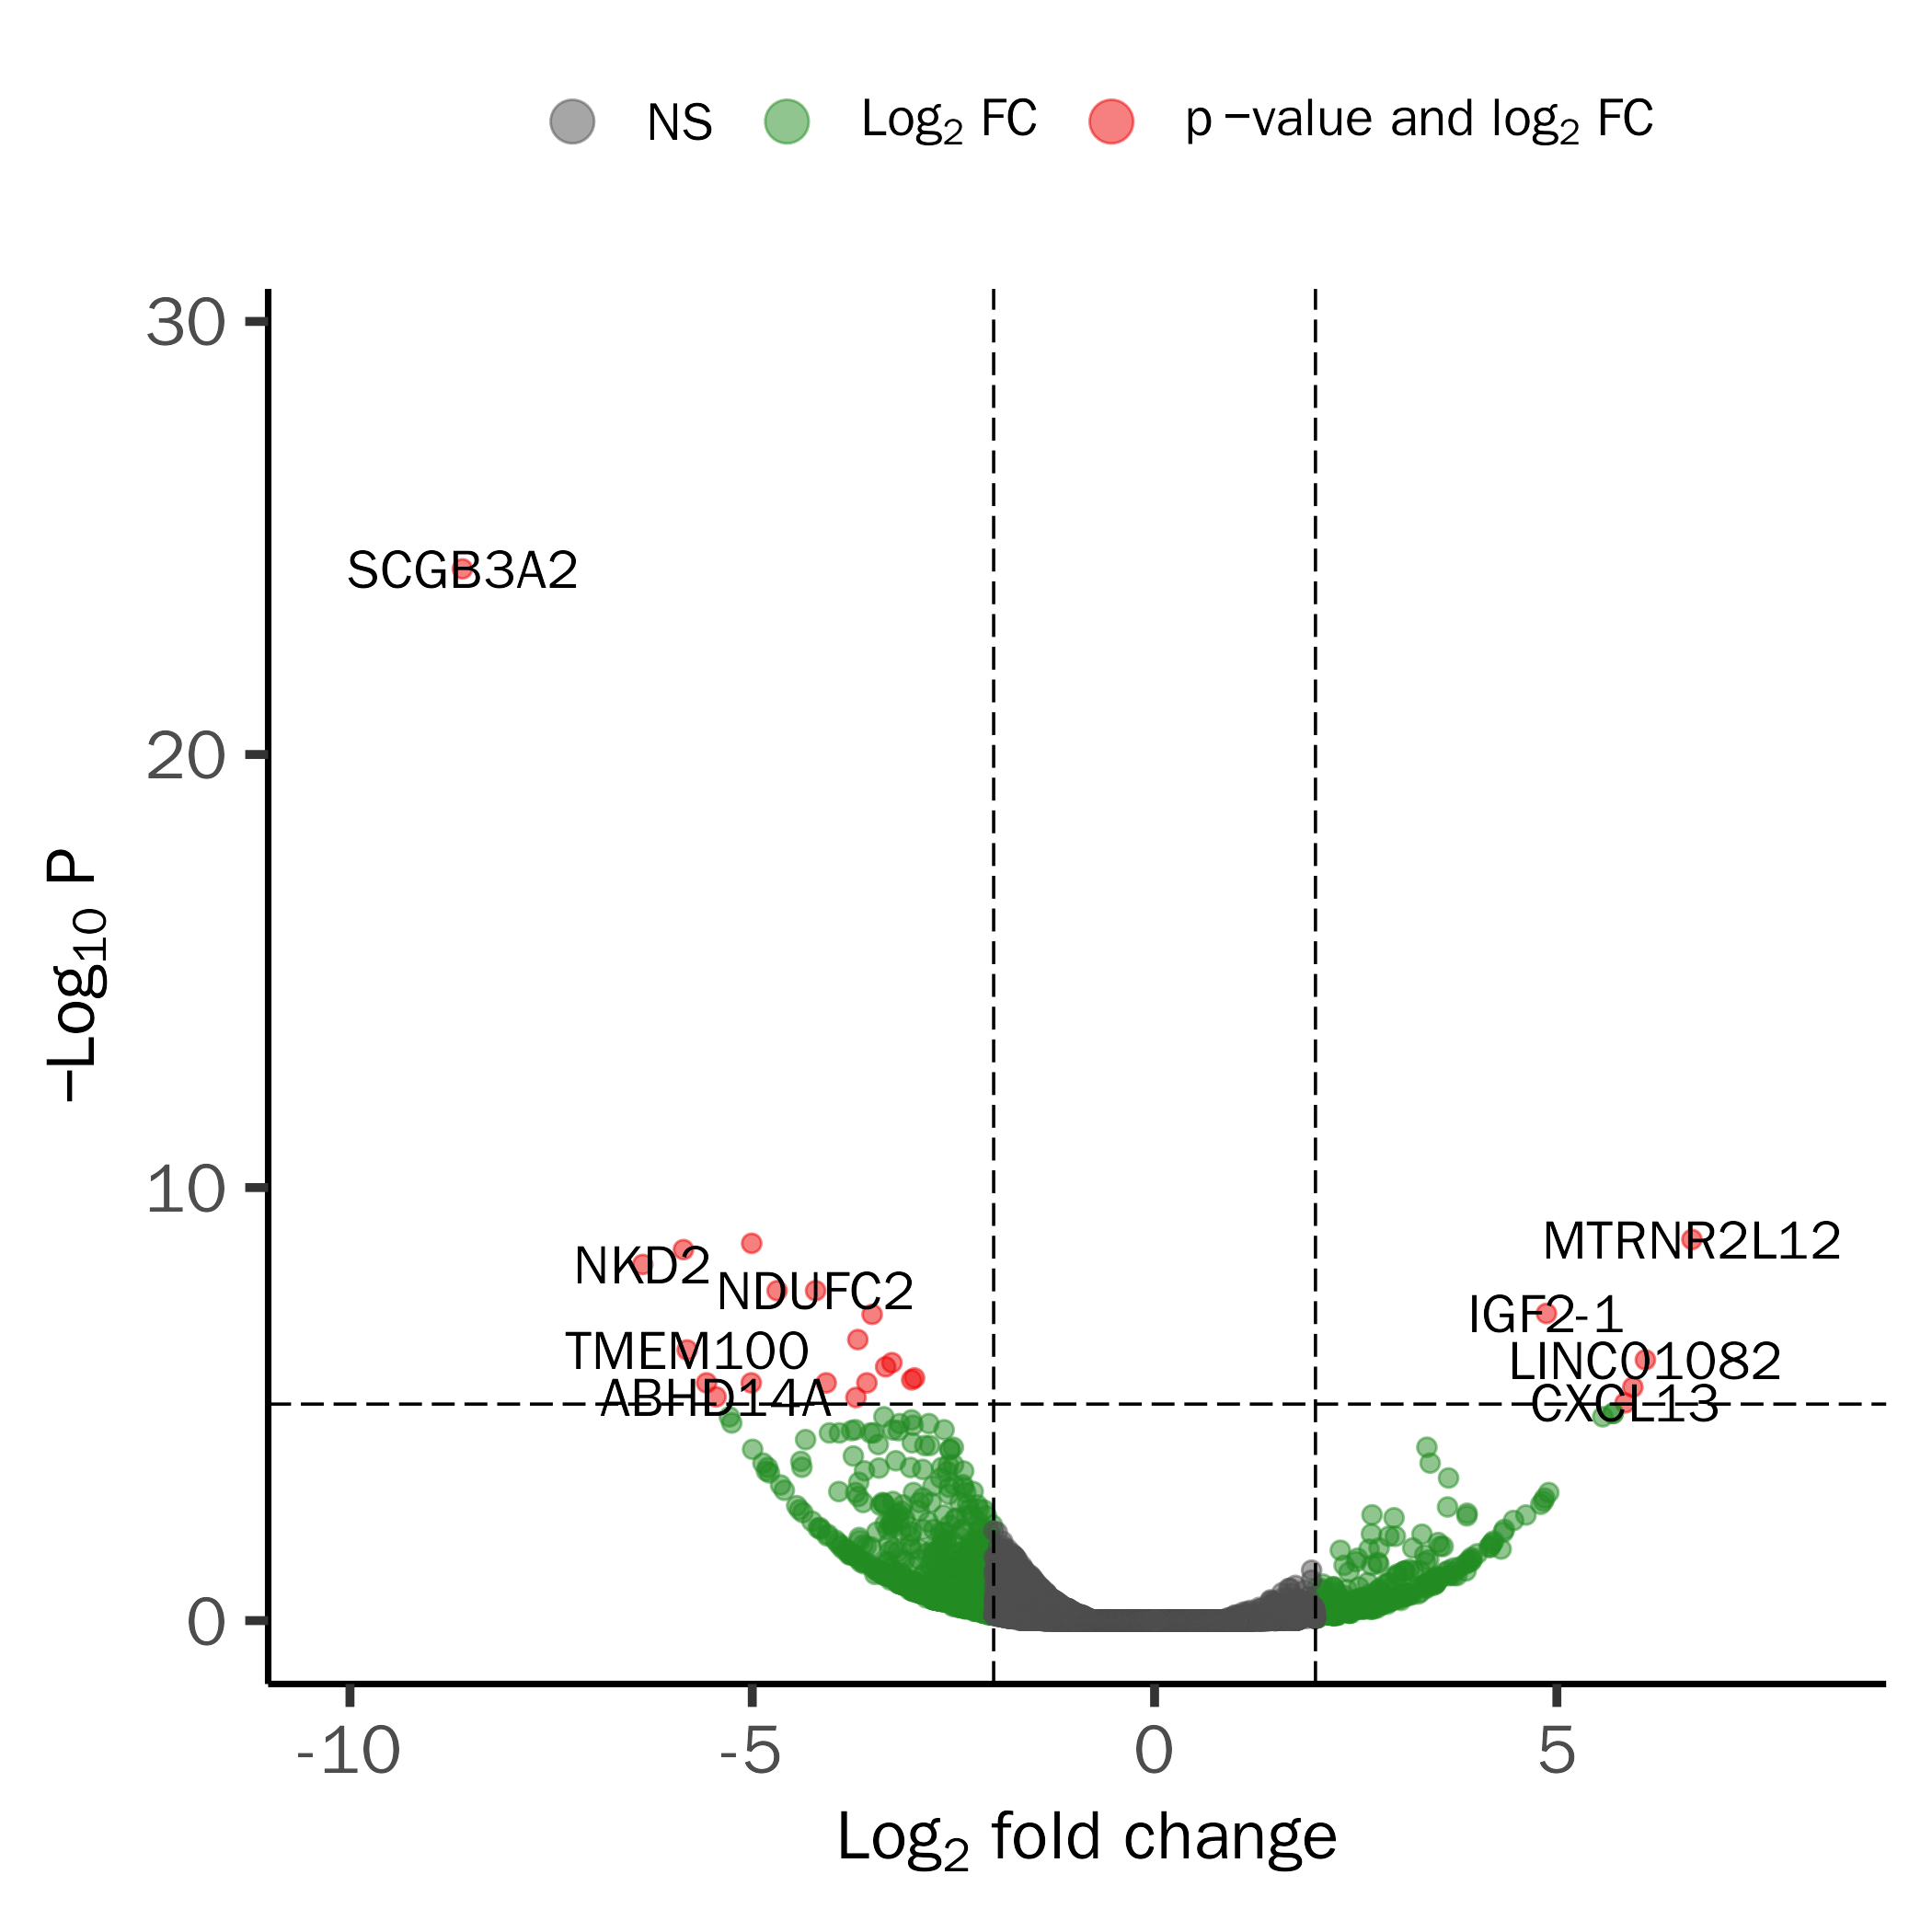 NS Log₂ FC p −value and log₂ FC
30
SCGB3A2
20
−Log₁₀ P
10
MTRNR2L12
NKD2
NDUFC2
IGF2-1
TMEM100
LINC01082
ABHD14A
CXCL13
0
-10 -5 0 5
Log₂ fold change